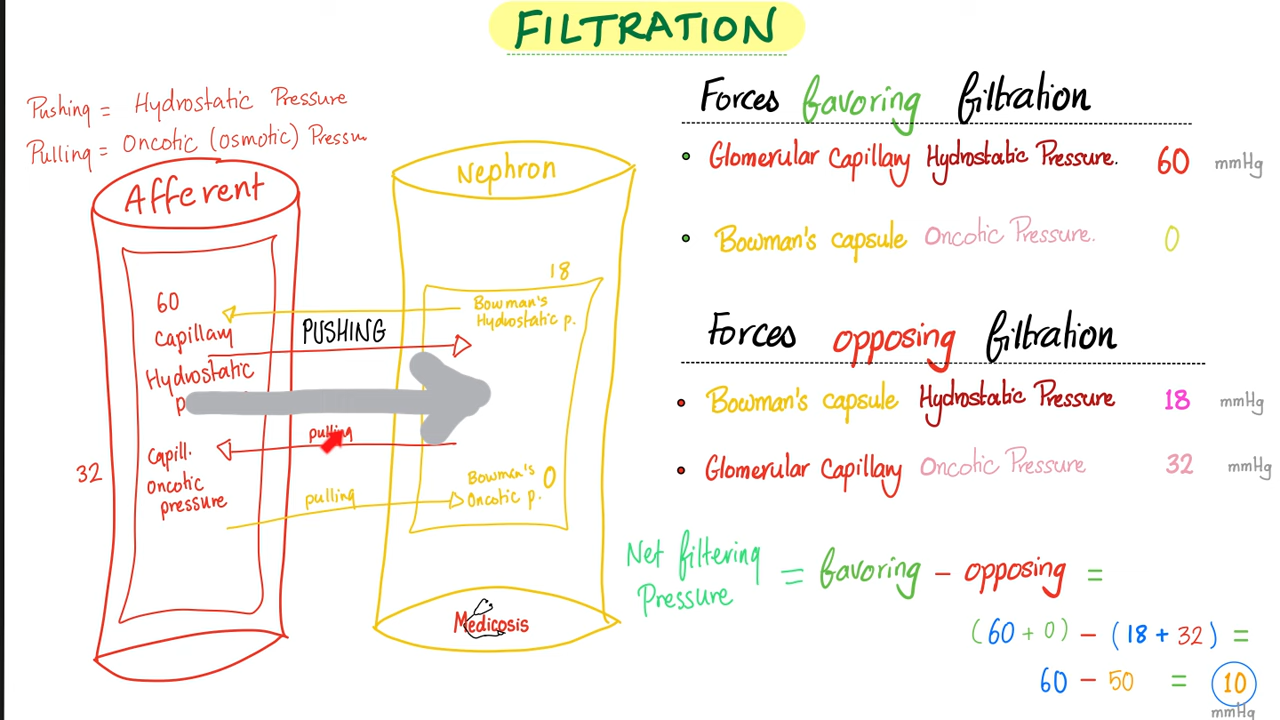 FILTRATION
Pushing = Hydrostatic Pressure
Pulling = Oncotic (osmotic)
Afferent
60
Capillary
Hydrostatic
Capill.
oncotic
pressure
32
PUSHING
pulling
pulling
Nephron
18
Bowman's
Hydrostatic p.
Bowman's 0
Oncotic p.
Medicosis
Forces favoring filtration
Glomerular Capillary Hydrostatic Pressure. 60 mmHg
Bowman's capsule Oncotic Pressure. 0
Forces opposing filtration
Bowman's capsule Hydrostatic Pressure 18 mmHg
Glomerular Capillary Oncotic Pressure 32 mmHg
Net filtering
Pressure = favoring - opposing =
(60 + 0) - (18 + 32) =
60 - 50 = 10
mmHg